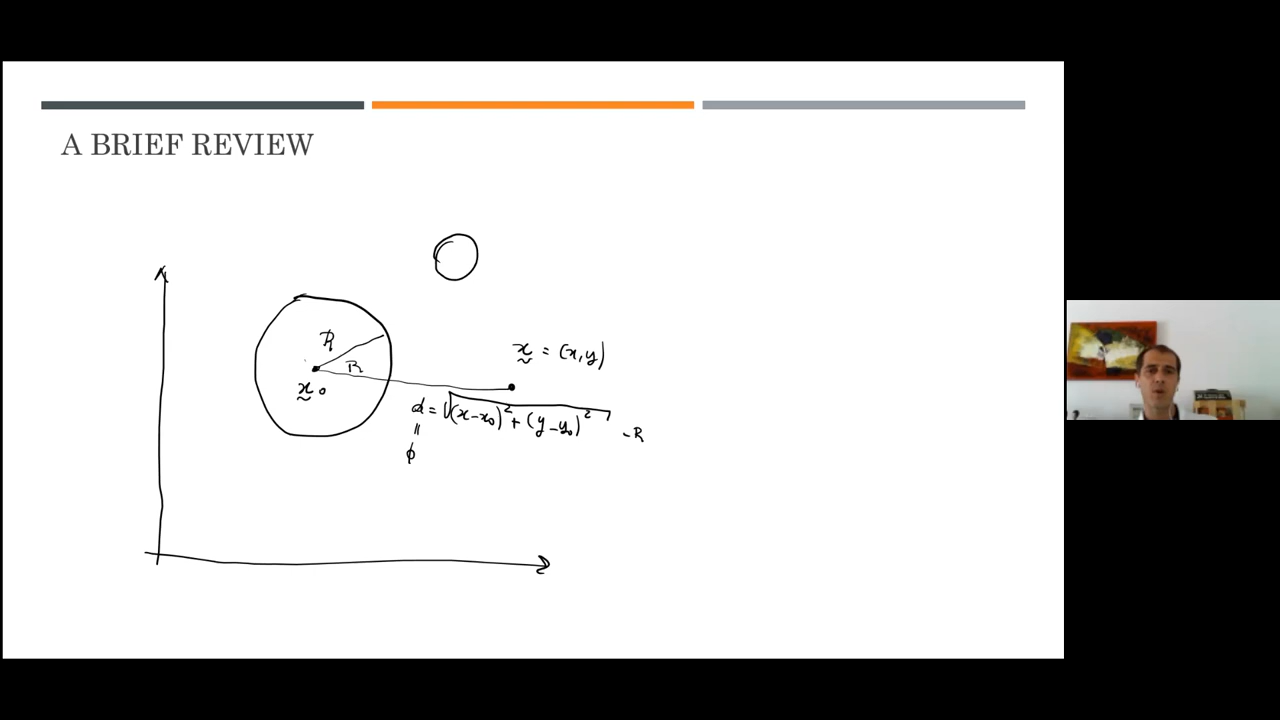 A BRIEF REVIEW
R
R
x₀
x = (x,y)
d = √(x-x₀)² + (y-y₀)² - R
=
ϕ